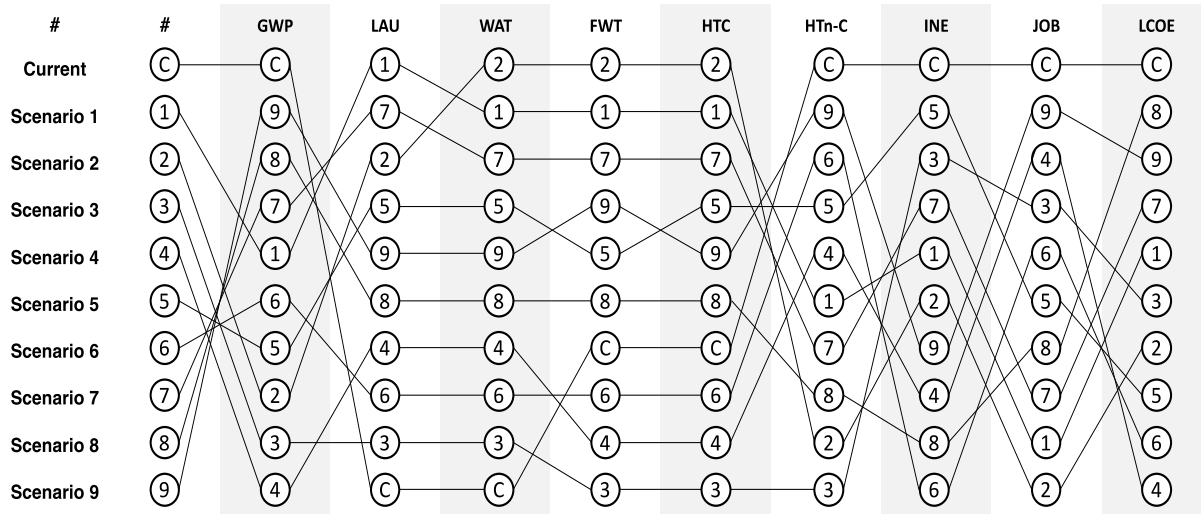 # # GWP LAU WAT FWT HTC HTn-C INE JOB LCOE
Current C C 1 2 2 2 C C C C
Scenario 1 1 9 7 1 1 1 9 5 9 8
Scenario 2 2 8 2 7 7 7 6 3 4 9
Scenario 3 3 7 5 5 9 5 5 7 3 7
Scenario 4 4 1 9 9 5 9 4 1 6 1
Scenario 5 5 6 8 8 8 8 1 2 5 3
Scenario 6 6 5 4 4 C C 7 9 8 2
Scenario 7 7 2 6 6 6 6 8 4 7 5
Scenario 8 8 3 3 3 4 4 2 8 1 6
Scenario 9 9 4 C C 3 3 3 6 2 4